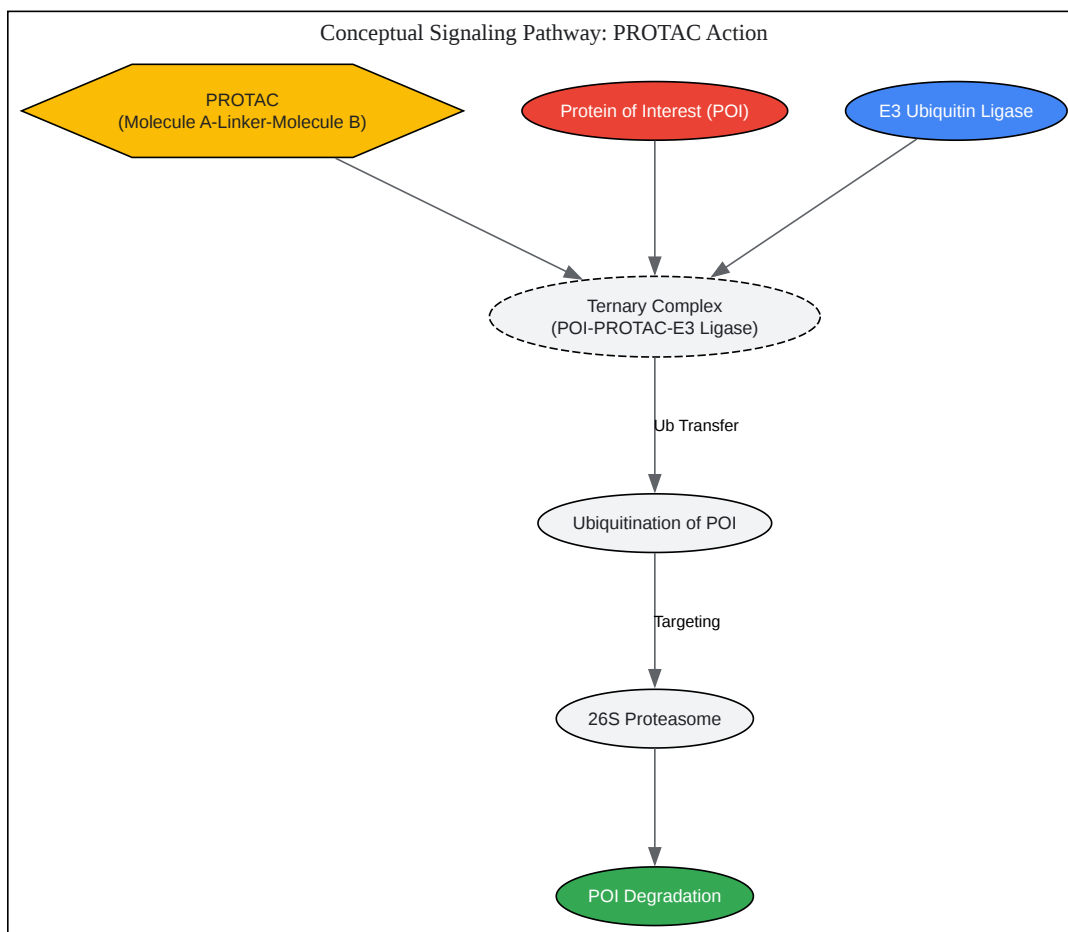 Conceptual Signaling Pathway: PROTAC Action
PROTAC
(Molecule A-Linker-Molecule B)
Protein of Interest (POI)
E3 Ubiquitin Ligase
Ternary Complex
(POI-PROTAC-E3 Ligase)
Ub Transfer
Ubiquitination of POI
Targeting
26S Proteasome
POI Degradation